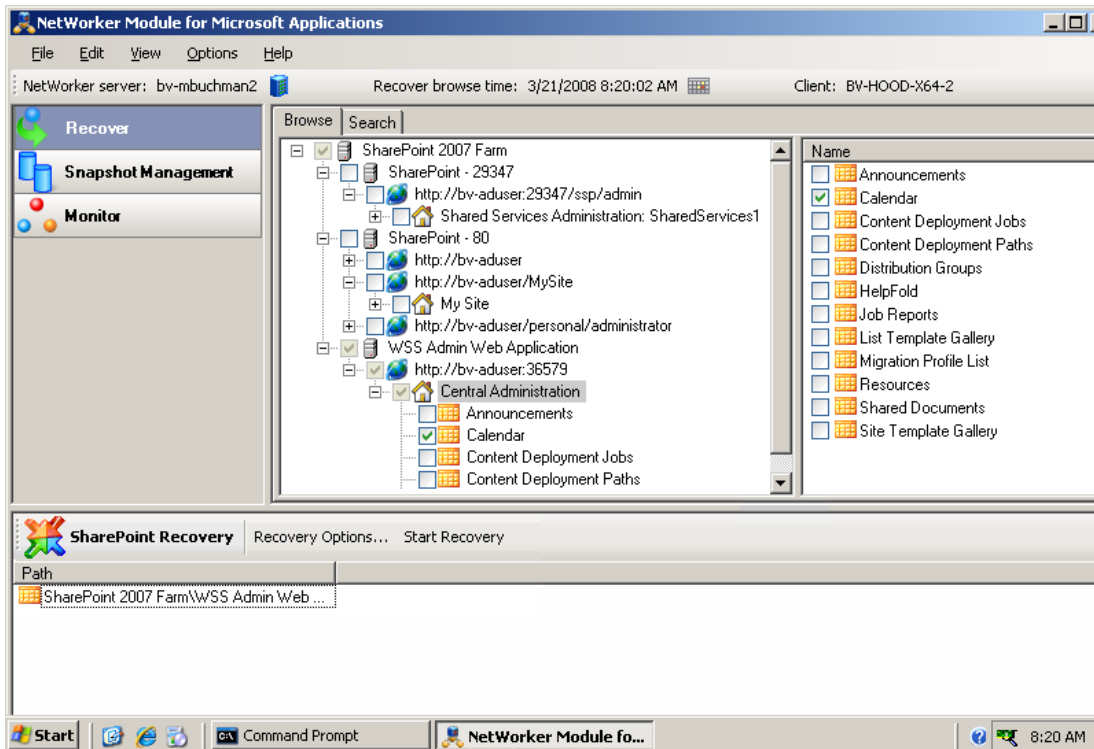 NetWorker Module for Microsoft Applications
File Edit View Options Help
NetWorker server: bv-mbuchman2 Recover browse time: 3/21/2008 8:20:02 AM Client: BV-HOOD-X64-2
Recover
Snapshot Management
Monitor
Browse Search
SharePoint 2007 Farm
SharePoint - 29347
http://bv-aduser:29347/ssp/admin
Shared Services Administration: SharedServices1
SharePoint - 80
http://bv-aduser
http://bv-aduser/MySite
My Site
http://bv-aduser/personal/administrator
WSS Admin Web Application
http://bv-aduser:36579
Central Administration
Announcements
Calendar
Content Deployment Jobs
Content Deployment Paths
Name
Announcements
Calendar
Content Deployment Jobs
Content Deployment Paths
Distribution Groups
HelpFold
Job Reports
List Template Gallery
Migration Profile List
Resources
Shared Documents
Site Template Gallery
SharePoint Recovery Recovery Options... Start Recovery
Path
SharePoint 2007 Farm\WSS Admin Web ...
Start Command Prompt NetWorker Module fo... 8:20 AM